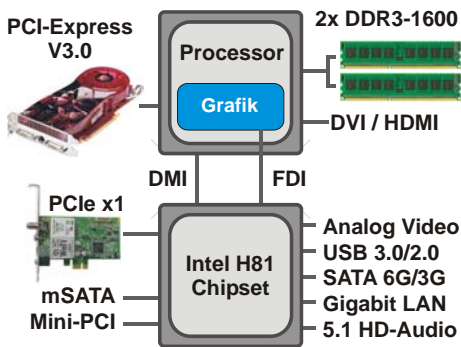 PCI-Express
V3.0
2x DDR3-1600
Processor
Grafik
DVI / HDMI
DMI
FDI
PCIe x1
Intel H81
Chipset
mSATA
Mini-PCI
Analog Video
USB 3.0/2.0
SATA 6G/3G
Gigabit LAN
5.1 HD-Audio